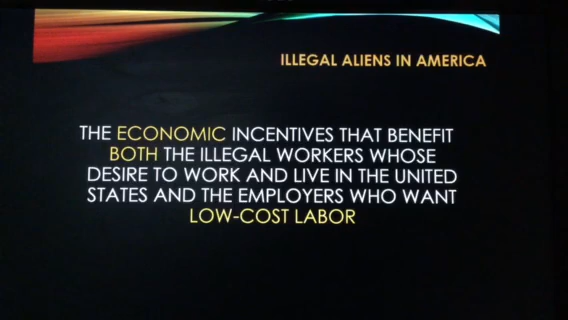 ILLEGAL ALIENS IN AMERICA
THE ECONOMIC INCENTIVES THAT BENEFIT
BOTH THE ILLEGAL WORKERS WHOSE
DESIRE TO WORK AND LIVE IN THE UNITED
STATES AND THE EMPLOYERS WHO WANT
LOW-COST LABOR